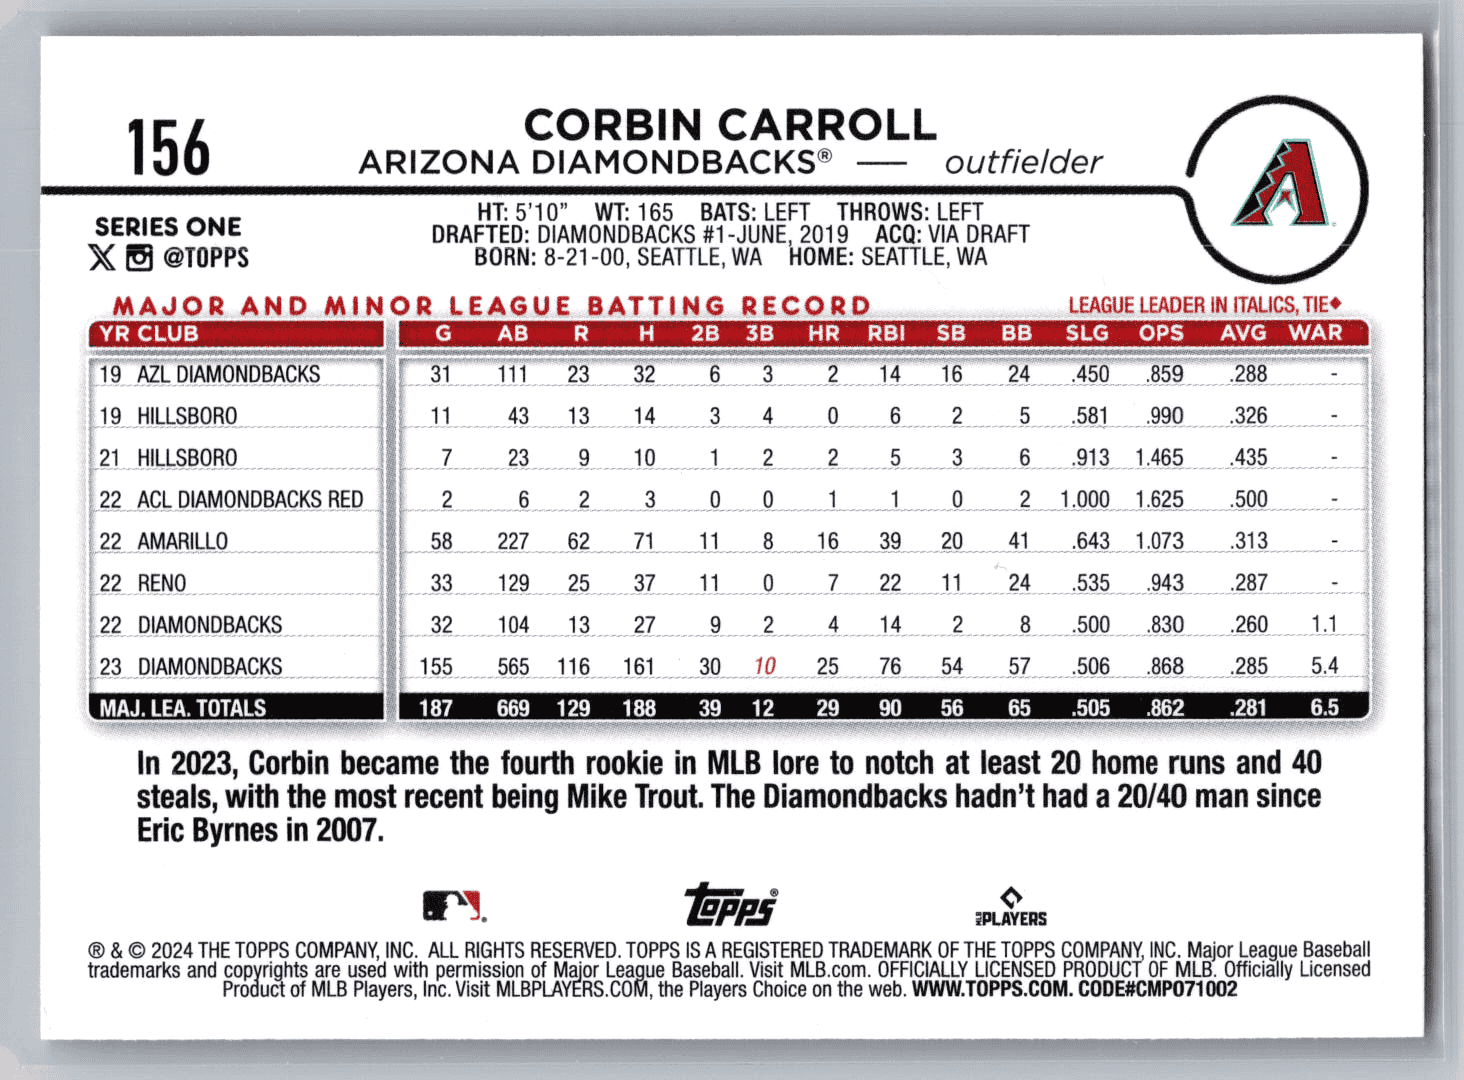 156
CORBIN CARROLL
ARIZONA DIAMONDBACKS® — outfielder
A
SERIES ONE
X @TOPPS
HT: 5'10" WT: 165 BATS: LEFT THROWS: LEFT
DRAFTED: DIAMONDBACKS #1-JUNE, 2019 ACQ: VIA DRAFT
BORN: 8-21-00, SEATTLE, WA HOME: SEATTLE, WA
MAJOR AND MINOR LEAGUE BATTING RECORD LEAGUE LEADER IN ITALICS, TIE♦
YR CLUB G AB R H 2B 3B HR RBI SB BB SLG OPS AVG WAR
19 AZL DIAMONDBACKS 31 111 23 32 6 3 2 14 16 24 .450 .859 .288 -
19 HILLSBORO 11 43 13 14 3 4 0 6 2 5 .581 .990 .326 -
21 HILLSBORO 7 23 9 10 1 2 2 5 3 6 .913 1.465 .435 -
22 ACL DIAMONDBACKS RED 2 6 2 3 0 0 1 1 0 2 1.000 1.625 .500 -
22 AMARILLO 58 227 62 71 11 8 16 39 20 41 .643 1.073 .313 -
22 RENO 33 129 25 37 11 0 7 22 11 24 .535 .943 .287 -
22 DIAMONDBACKS 32 104 13 27 9 2 4 14 2 8 .500 .830 .260 1.1
23 DIAMONDBACKS 155 565 116 161 30 10 25 76 54 57 .506 .868 .285 5.4
MAJ. LEA. TOTALS 187 669 129 188 39 12 29 90 56 65 .505 .862 .281 6.5
In 2023, Corbin became the fourth rookie in MLB lore to notch at least 20 home runs and 40
steals, with the most recent being Mike Trout. The Diamondbacks hadn't had a 20/40 man since
Eric Byrnes in 2007.
TOPPS® MLB PLAYERS
® & © 2024 THE TOPPS COMPANY, INC. ALL RIGHTS RESERVED. TOPPS IS A REGISTERED TRADEMARK OF THE TOPPS COMPANY, INC. Major League Baseball
trademarks and copyrights are used with permission of Major League Baseball. Visit MLB.com. OFFICIALLY LICENSED PRODUCT OF MLB. Officially Licensed
Product of MLB Players, Inc. Visit MLBPLAYERS.COM, the Players Choice on the web. WWW.TOPPS.COM. CODE#CMP071002